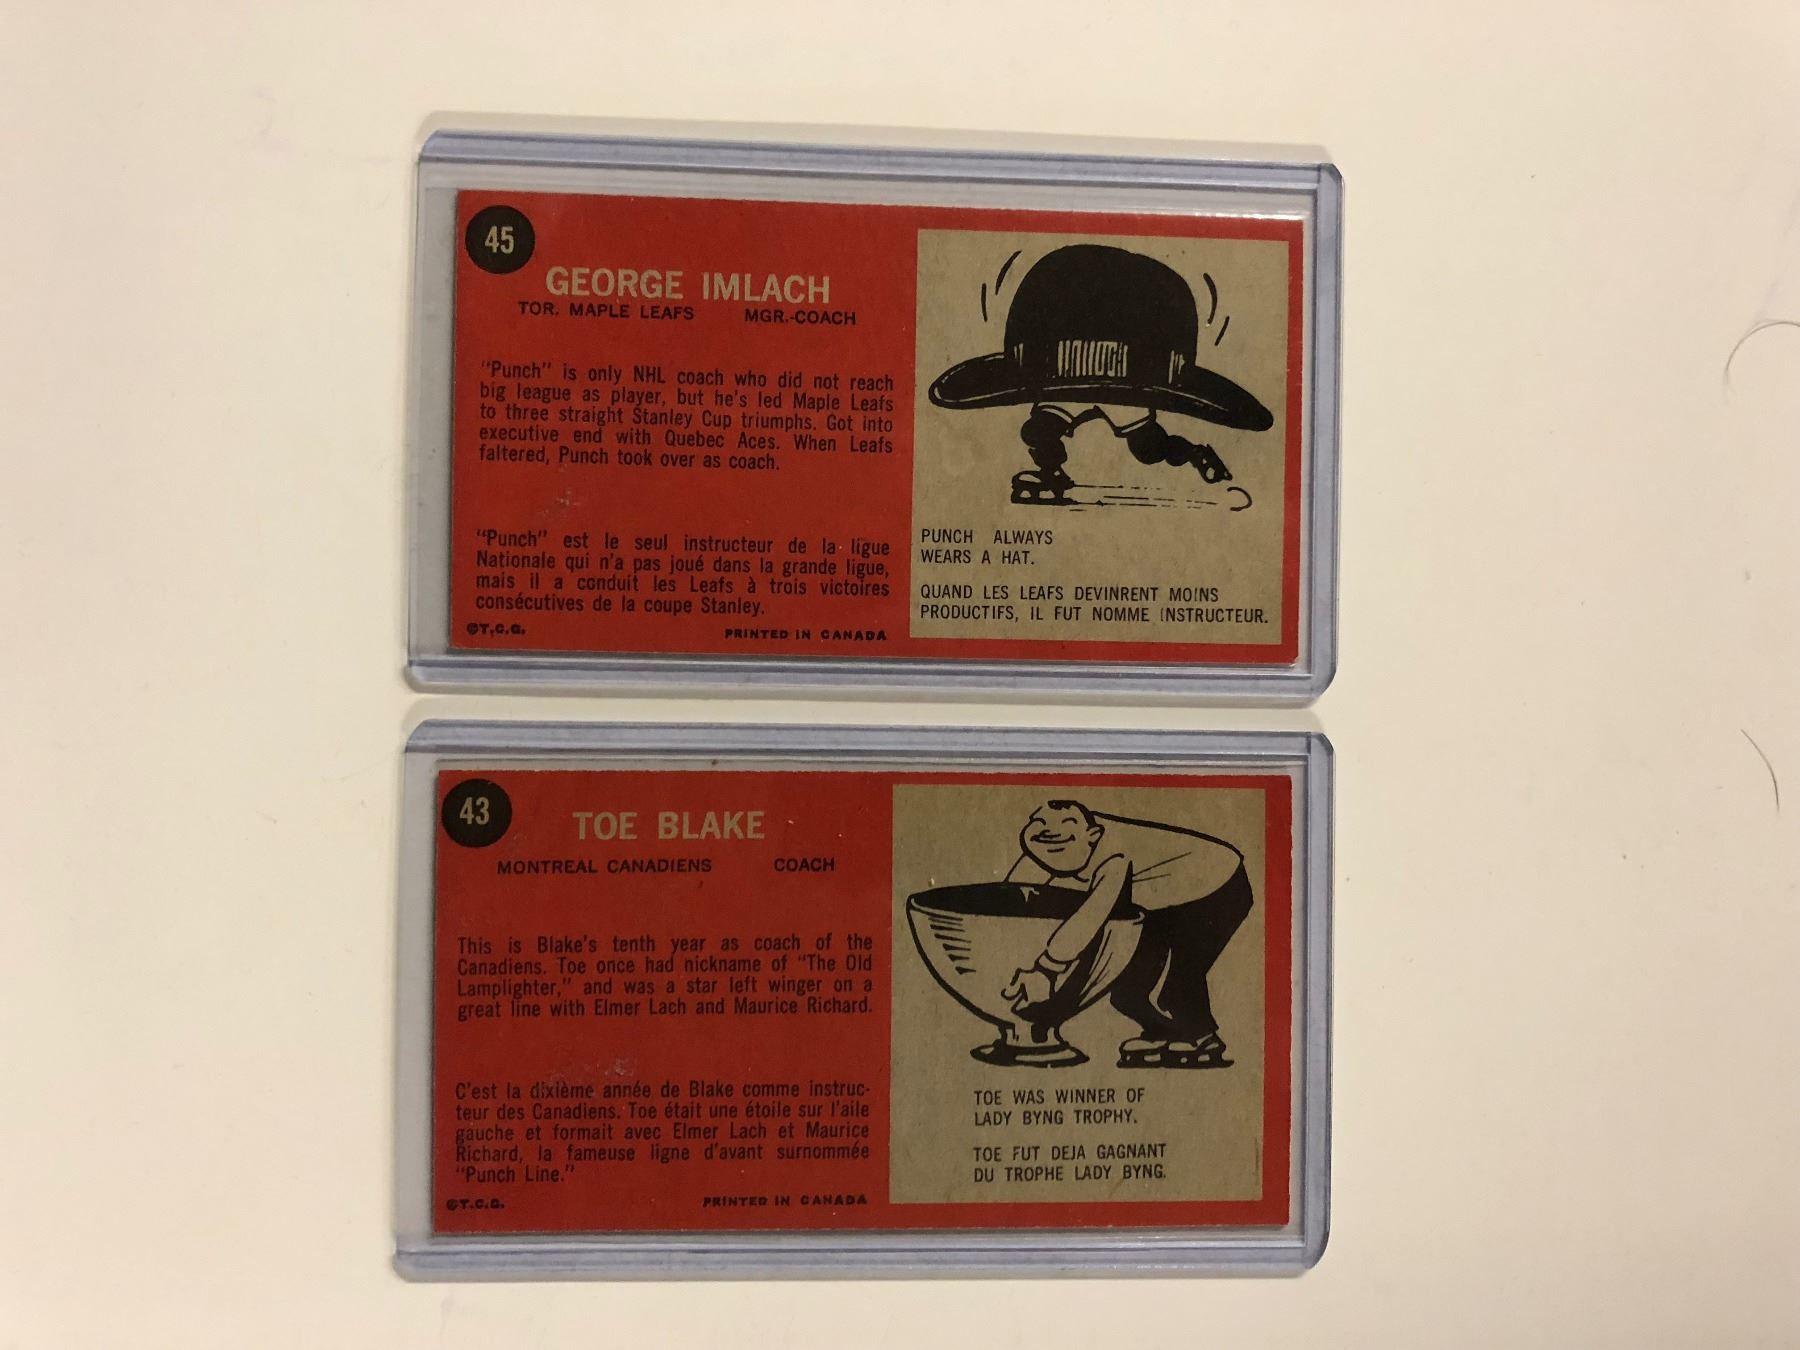 45
GEORGE IMLACH
TOR. MAPLE LEAFS MGR.-COACH
"Punch" is only NHL coach who did not reach
big league as player, but he's led Maple Leafs
to three straight Stanley Cup triumphs. Got into
executive end with Quebec Aces. When Leafs
faltered, Punch took over as coach.
"Punch" est le seul instructeur de la ligue
Nationale qui n'a pas joué dans la grande ligue,
mais il a conduit les Leafs à trois victoires
consécutives de la coupe Stanley.
©T.C.G. PRINTED IN CANADA
PUNCH ALWAYS
WEARS A HAT.
QUAND LES LEAFS DEVINRENT MOINS
PRODUCTIFS, IL FUT NOMME INSTRUCTEUR.
43
TOE BLAKE
MONTREAL CANADIENS COACH
This is Blake's tenth year as coach of the
Canadiens. Toe once had nickname of "The Old
Lamplighter," and was a star left winger on a
great line with Elmer Lach and Maurice Richard.
C'est la dixième année de Blake comme instruc-
teur des Canadiens. Toe était une étoile sur l'aile
gauche et formait avec Elmer Lach et Maurice
Richard, la fameuse ligne d'avant surnommée
"Punch Line."
©T.C.G. PRINTED IN CANADA
TOE WAS WINNER OF
LADY BYNG TROPHY.
TOE FUT DEJA GAGNANT
DU TROPHE LADY BYNG.